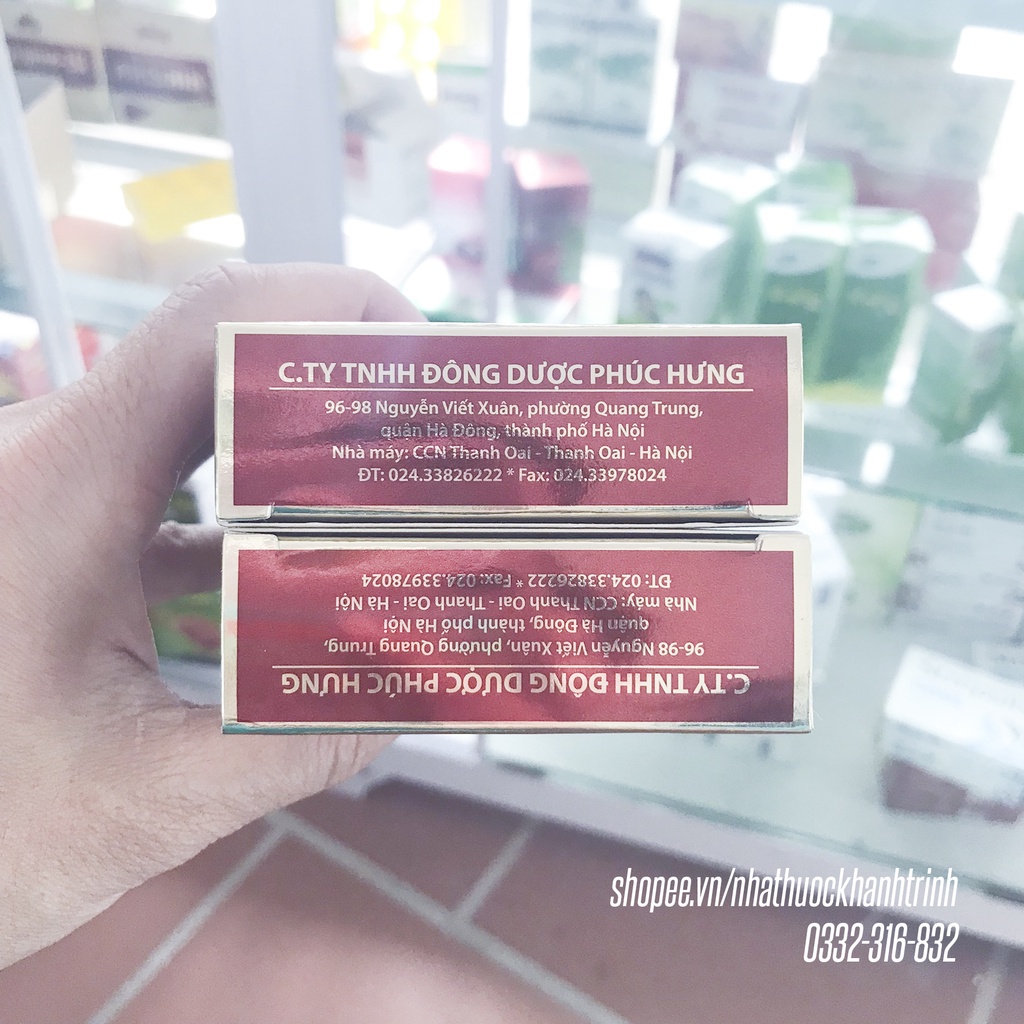 C.TY TNHH ĐÔNG DƯỢC PHÚC HƯNG
96-98 Nguyễn Viết Xuân, phường Quang Trung,
quận Hà Đông, thành phố Hà Nội
Nhà máy: CCN Thanh Oai - Thanh Oai - Hà Nội
ĐT: 024.33826222 * Fax: 024.33978024
C.TY TNHH ĐÔNG DƯỢC PHÚC HƯNG
96-98 Nguyễn Viết Xuân, phường Quang Trung,
quận Hà Đông, thành phố Hà Nội
Nhà máy: CCN Thanh Oai - Thanh Oai - Hà Nội
ĐT: 024.33826222 * Fax: 024.33978024
shopee.vn/nhathuockhanhtrinh
0332-316-832